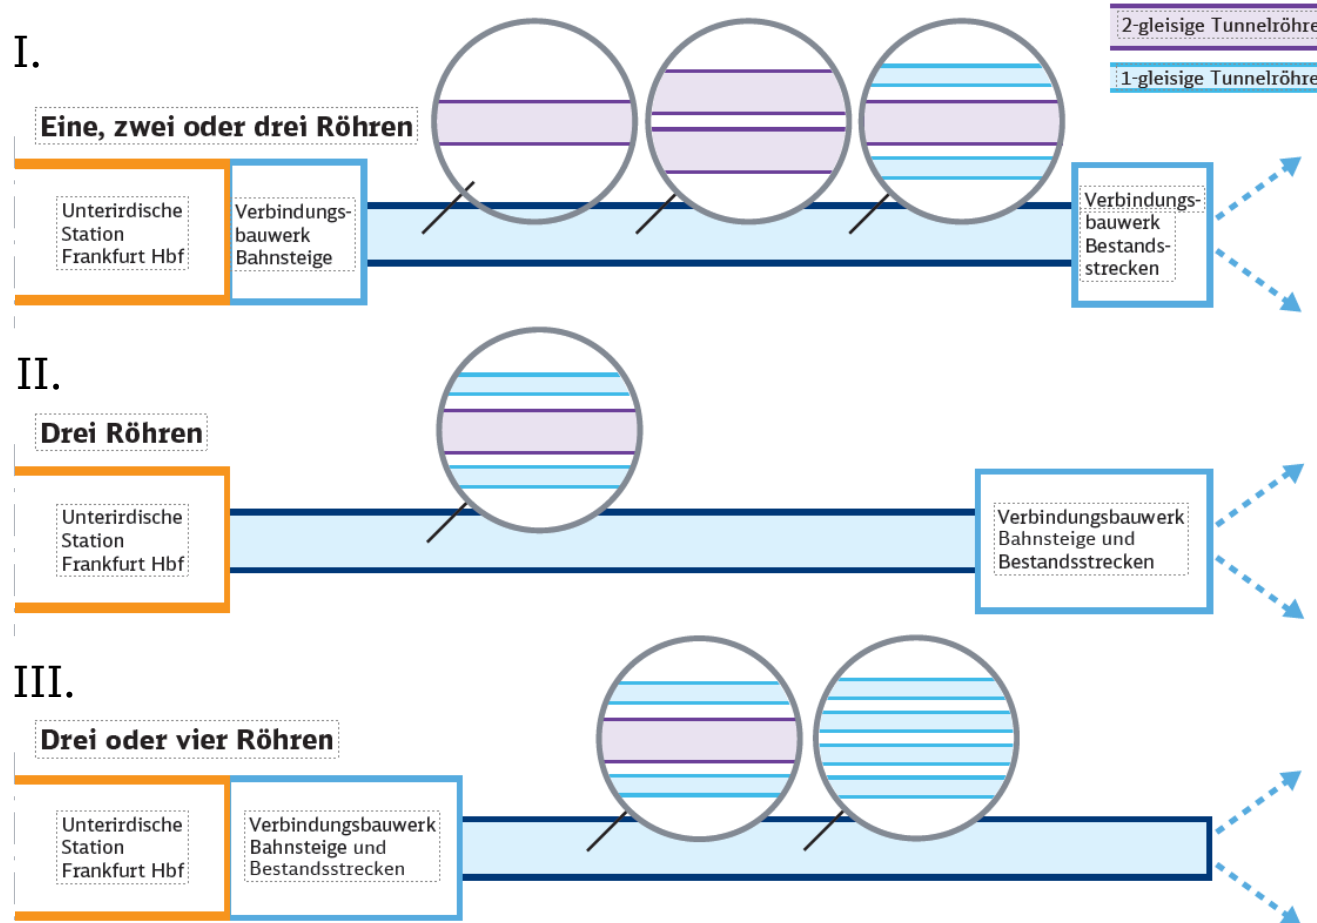 I.
2-gleisige Tunnelröhre
1-gleisige Tunnelröhre
Eine, zwei oder drei Röhren
Unterirdische
Station
Frankfurt Hbf
Verbindungs-
bauwerk
Bahnsteige
Verbindungs-
bauwerk
Bestands-
strecken
II.
Drei Röhren
Unterirdische
Station
Frankfurt Hbf
Verbindungsbauwerk
Bahnsteige und
Bestandsstrecken
III.
Drei oder vier Röhren
Unterirdische
Station
Frankfurt Hbf
Verbindungsbauwerk
Bahnsteige und
Bestandsstrecken